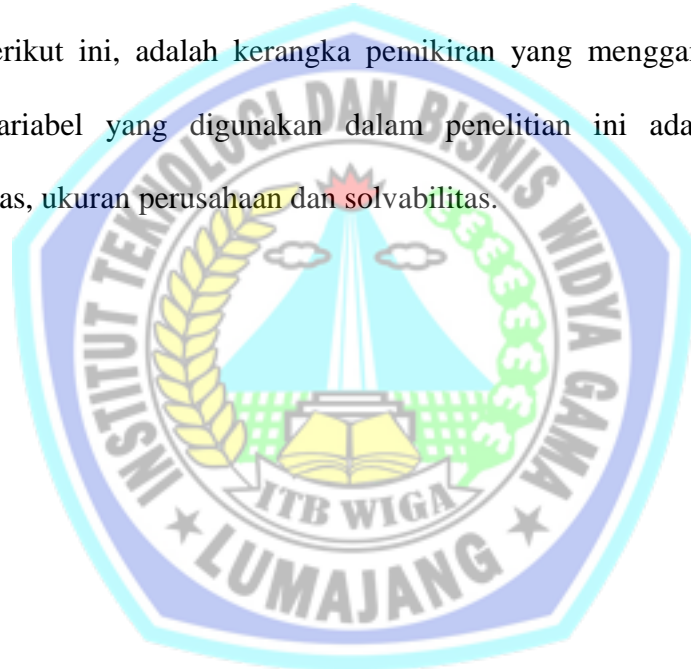 erikut ini, adalah kerangka pemikiran yang menggar
ariabel yang digunakan dalam penelitian ini ada
as, ukuran perusahaan dan solvabilitas.
INSTITUT TEKNOLOGI DAN BISNIS WIDYA GAMA
ITB WIGA
LUMAJANG